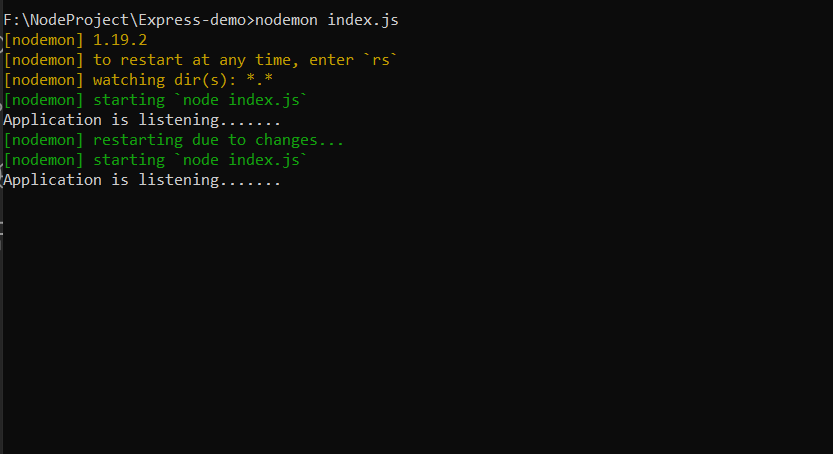 F:\NodeProject\Express-demo>nodemon index.js
[nodemon] 1.19.2
[nodemon] to restart at any time, enter `rs`
[nodemon] watching dir(s): *.*
[nodemon] starting `node index.js`
Application is listening.......
[nodemon] restarting due to changes...
[nodemon] starting `node index.js`
Application is listening.......